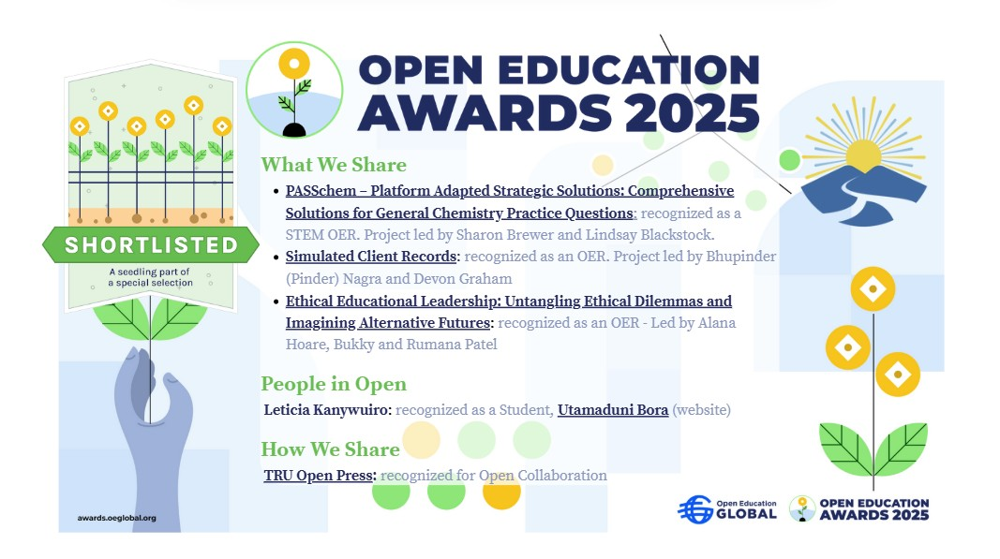 OPEN EDUCATION
AWARDS 2025
SHORTLISTED
A seedling part of
a special selection
What We Share
• PASSchem – Platform Adapted Strategic Solutions: Comprehensive
Solutions for General Chemistry Practice Questions: recognized as a
STEM OER. Project led by Sharon Brewer and Lindsay Blackstock.
• Simulated Client Records: recognized as an OER. Project led by Bhupinder
(Pinder) Nagra and Devon Graham
• Ethical Educational Leadership: Untangling Ethical Dilemmas and
Imagining Alternative Futures: recognized as an OER - Led by Alana
Hoare, Bukky and Rumana Patel
People in Open
Leticia Kanywuiro: recognized as a Student, Utamaduni Bora (website)
How We Share
TRU Open Press: recognized for Open Collaboration
awards.oeglobal.org
Open Education
GLOBAL
OPEN EDUCATION
AWARDS 2025